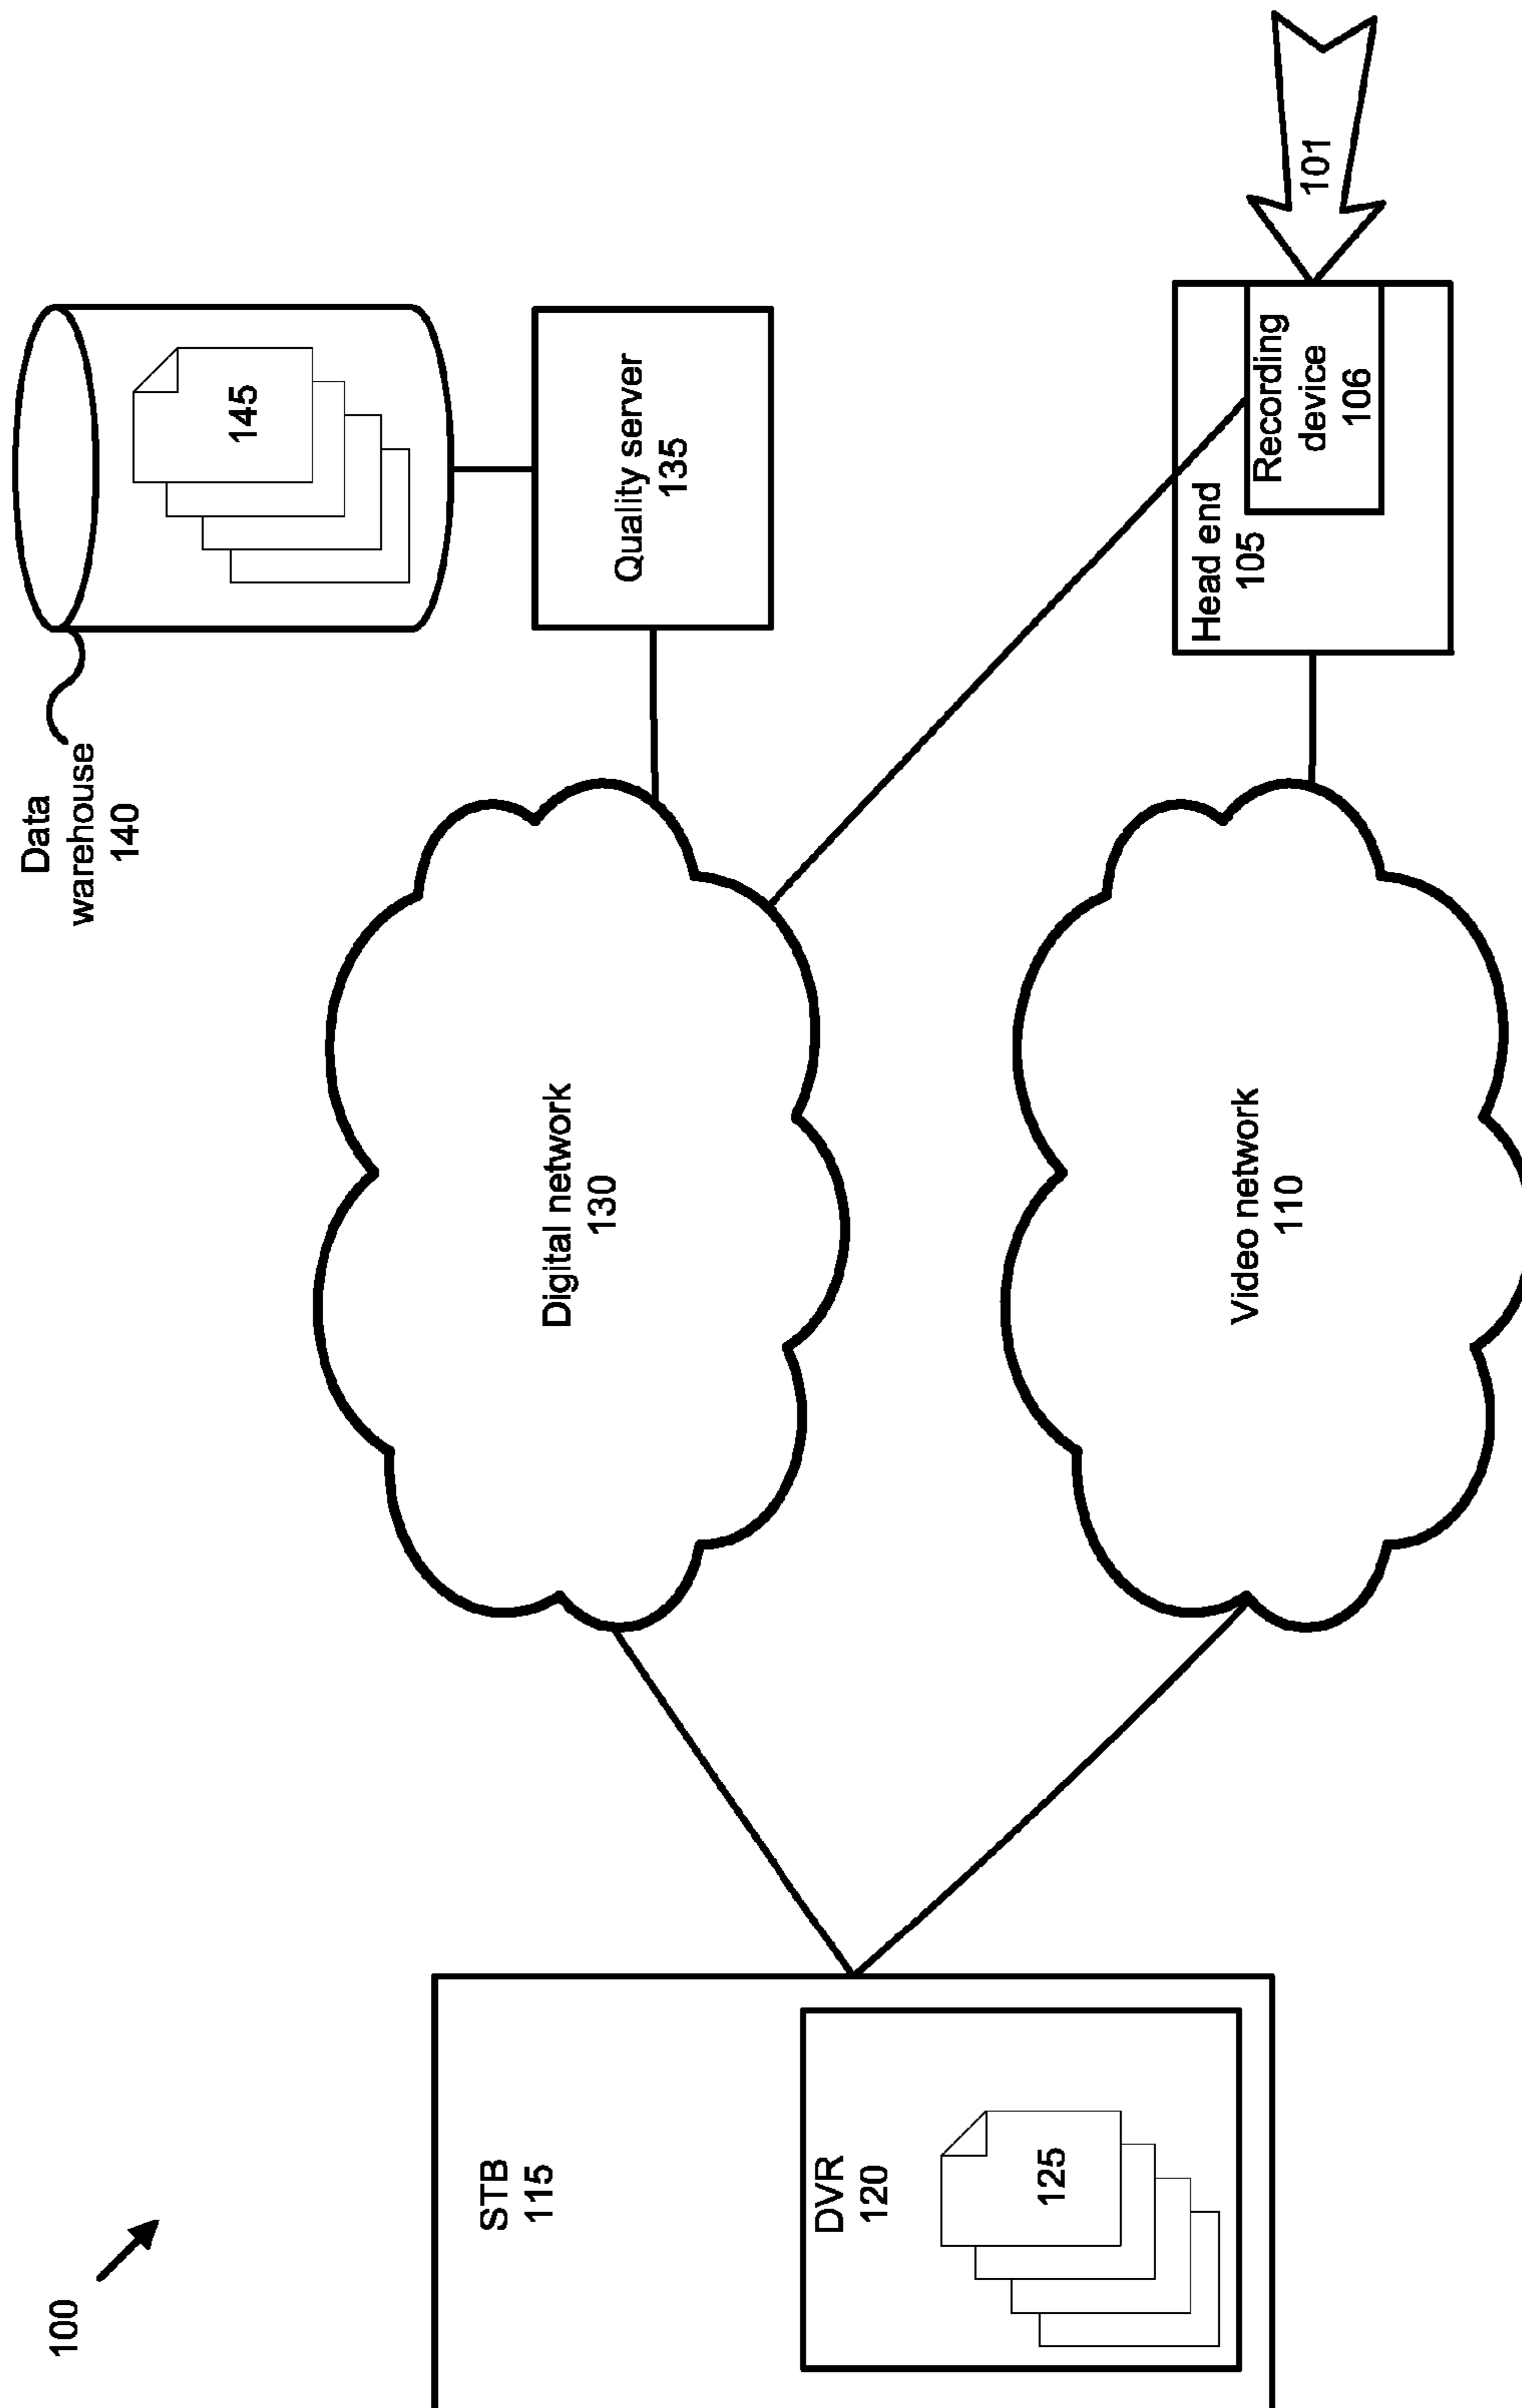 100
STB
115
DVR
120
125
Digital network
130
Video network
110
Data
warehouse
140
145
Quality server
135
Head end
105
Recording
device
106
101